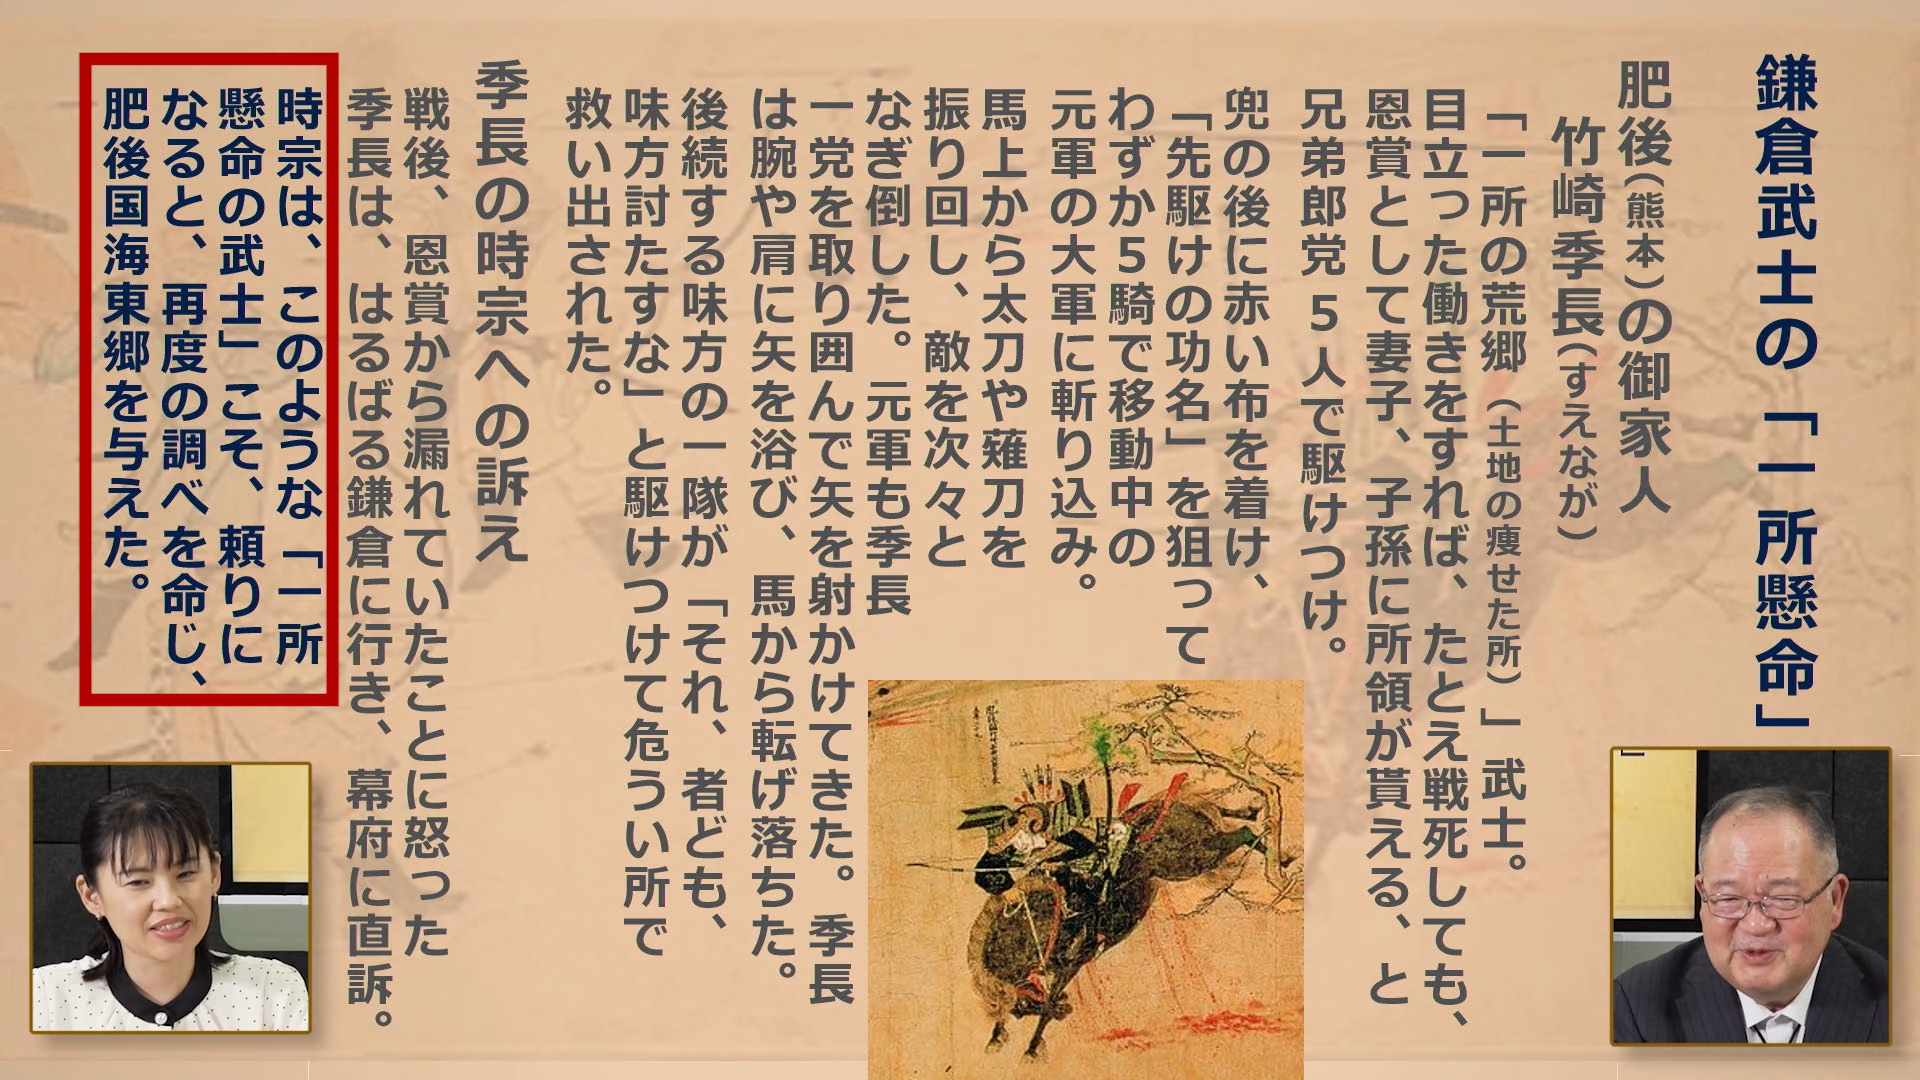 鎌倉武士の「一所懸命」
肥後(熊本)の御家人
竹崎季長(すえなが)
「一所の荒郷（土地の痩せた所）」武士。
目立った働きをすれば、たとえ戦死しても、
恩賞として妻子、子孫に所領が貰える、と
兄弟郎党５人で駆けつけ。
兜の後に赤い布を着け、
「先駆けの功名」を狙って
わずか５騎で移動中の
元軍の大軍に斬り込み。
馬上から太刀や薙刀を
振り回し、敵を次々と
なぎ倒した。元軍も季長
一党を取り囲んで矢を射かけてきた。季長
は腕や肩に矢を浴び、馬から転げ落ちた。
後続する味方の一隊が「それ、者ども、
味方討たすな」と駆けつけて危うい所で
救い出された。
季長の時宗への訴え
戦後、恩賞から漏れていたことに怒った
季長は、はるばる鎌倉に行き、幕府に直訴。
時宗は、このような「一所
懸命の武士」こそ、頼りに
なると、再度の調べを命じ、
肥後国海東郷を与えた。